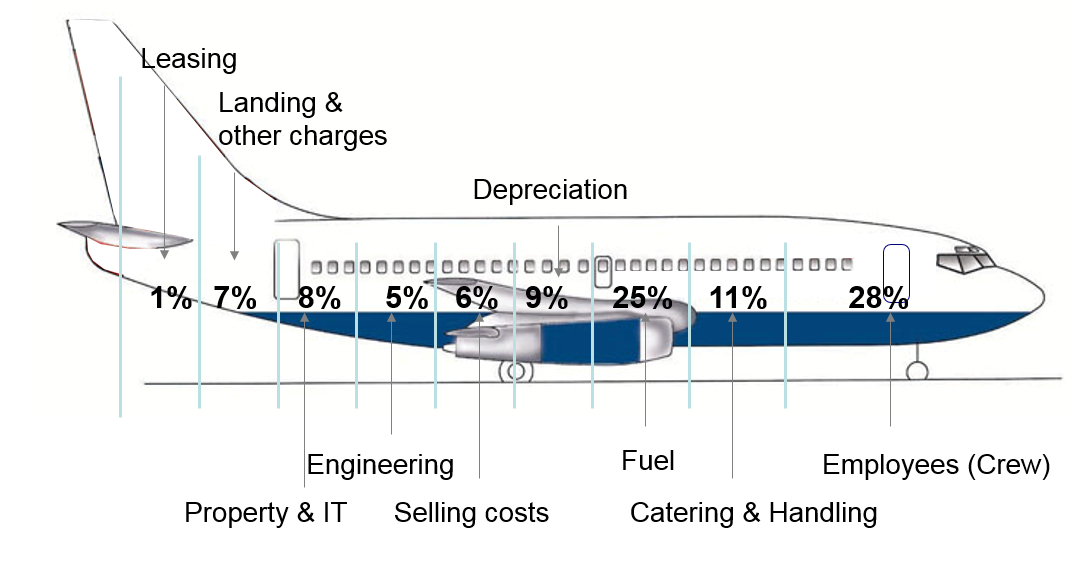 Leasing
Landing &
other charges
Depreciation
1% 7% 8% 5% 6% 9% 25% 11% 28%
Engineering
Fuel
Employees (Crew)
Property & IT
Selling costs
Catering & Handling